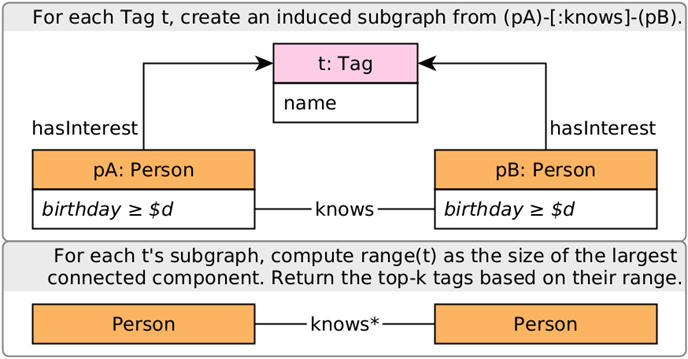 For each Tag t, create an induced subgraph from (pA)-[:knows]-(pB).
t: Tag
name
hasInterest
hasInterest
pA: Person
pB: Person
birthday ≥ $d
knows
birthday ≥ $d
For each t's subgraph, compute range(t) as the size of the largest
connected component. Return the top-k tags based on their range.
Person
knows*
Person